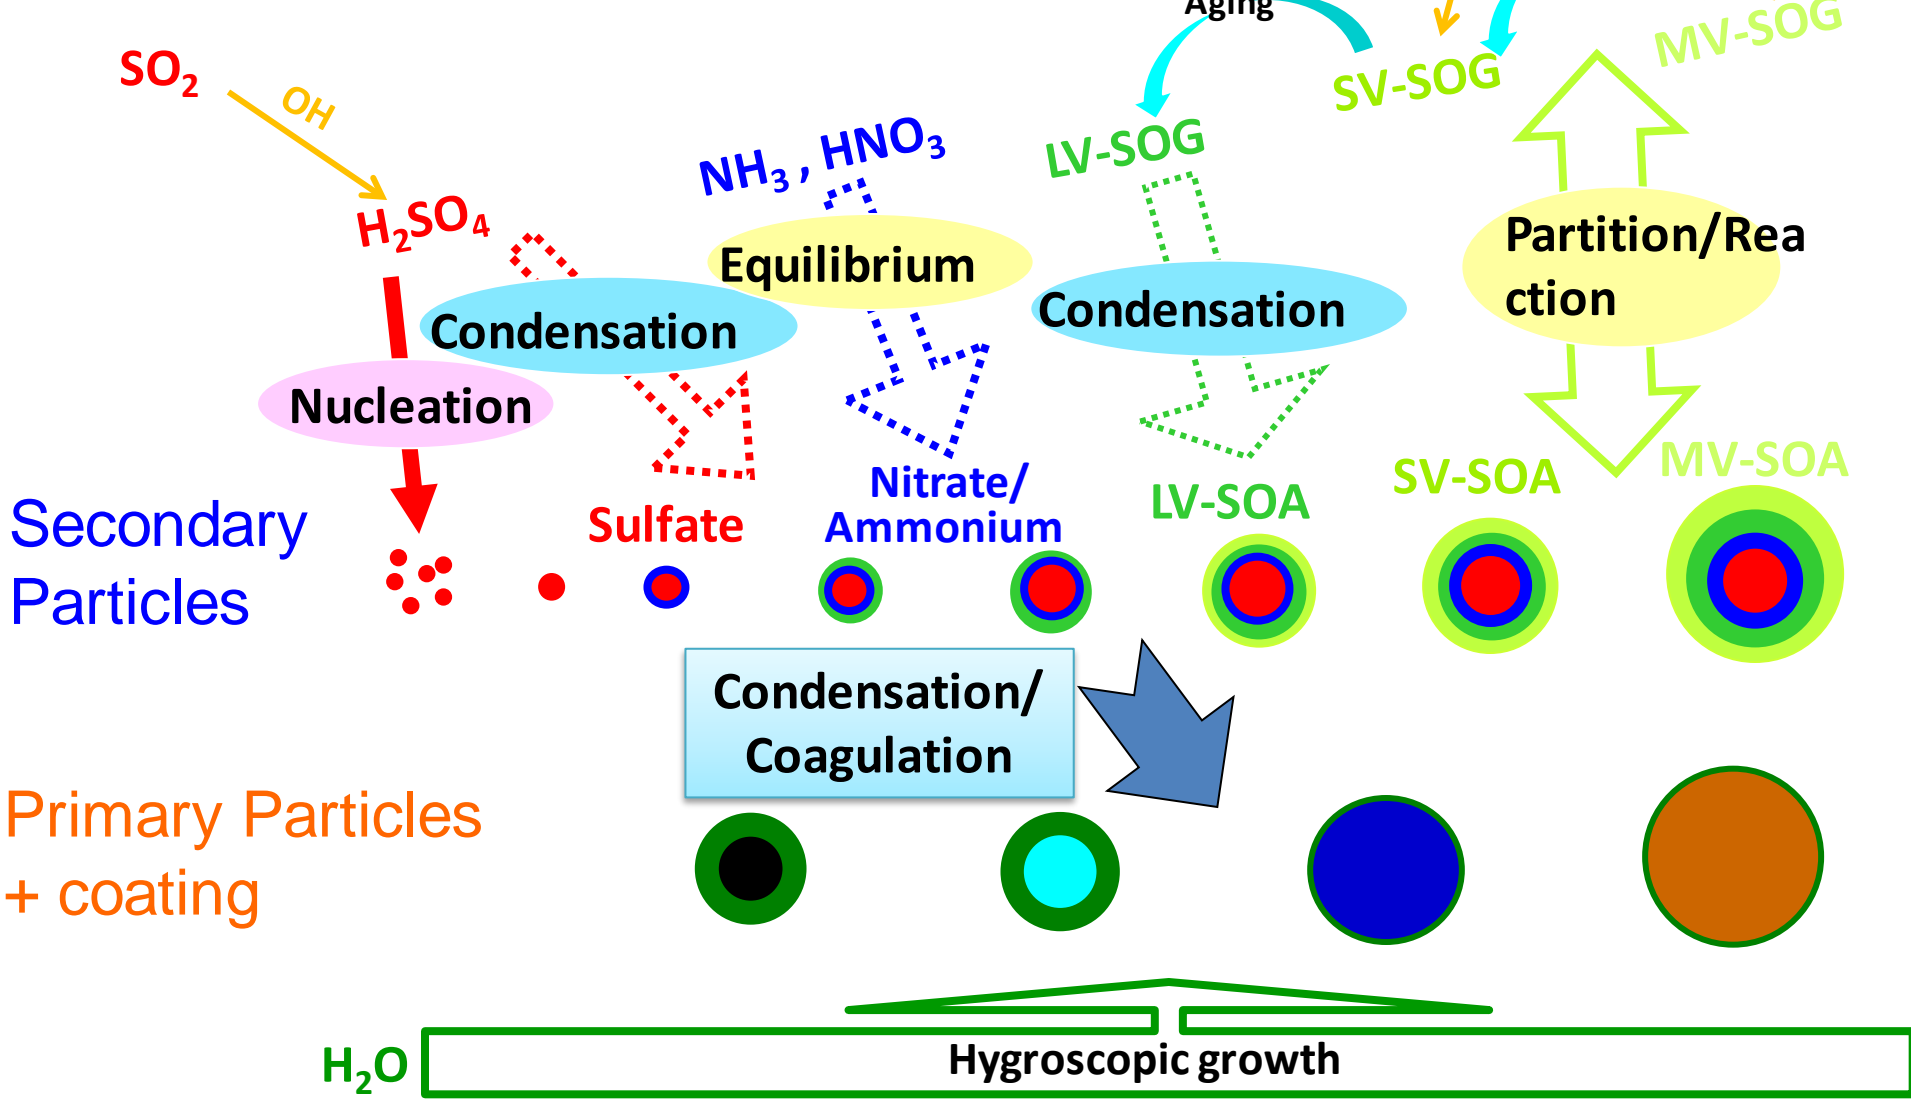 Aging
MV-SOG
SO₂
OH
SV-SOG
NH₃ , HNO₃
LV-SOG
H₂SO₄
Partition/Rea
ction
Equilibrium
Condensation
Condensation
Nucleation
Secondary
Particles
Sulfate
Nitrate/
Ammonium
LV-SOA
SV-SOA
MV-SOA
Condensation/
Coagulation
Primary Particles
+ coating
H₂O
Hygroscopic growth